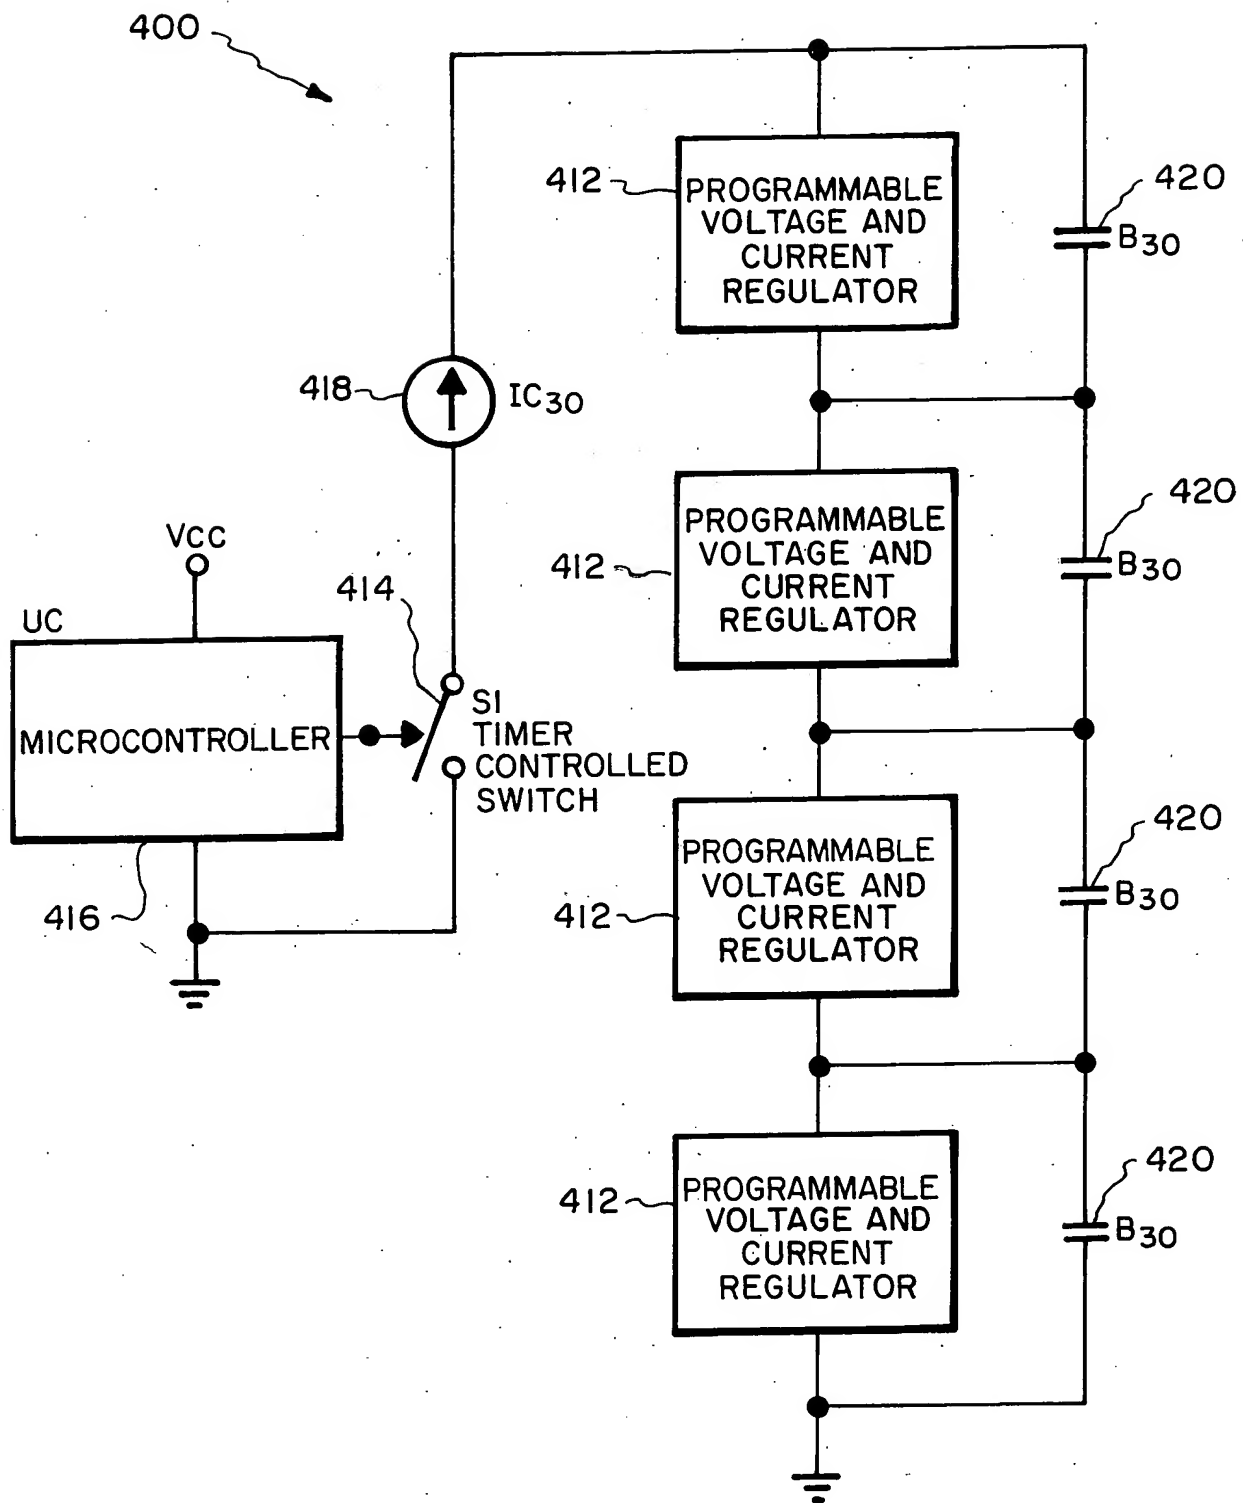 400
412
PROGRAMMABLE
VOLTAGE AND
CURRENT
REGULATOR
420
B30
418
IC30
412
PROGRAMMABLE
VOLTAGE AND
CURRENT
REGULATOR
420
B30
VCC
UC
MICROCONTROLLER
414
S1
TIMER
CONTROLLED
SWITCH
416
412
PROGRAMMABLE
VOLTAGE AND
CURRENT
REGULATOR
420
B30
412
PROGRAMMABLE
VOLTAGE AND
CURRENT
REGULATOR
420
B30